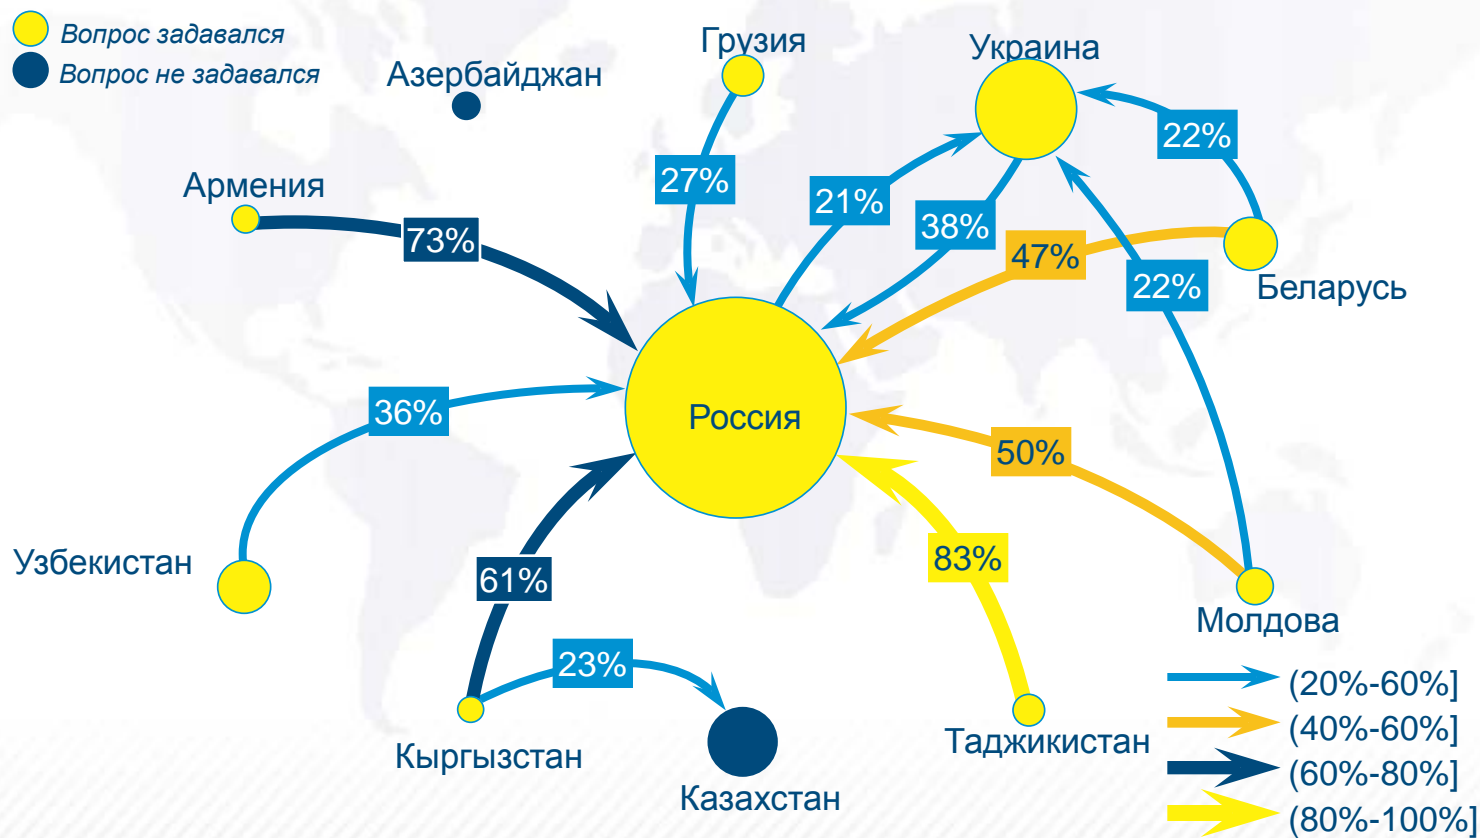 Вопрос задавался
Вопрос не задавался
Азербайджан
Грузия
Украина
Армения
22%
27%
21%
38%
73%
47%
22%
Беларусь
36%
Россия
50%
Узбекистан
61%
83%
Молдова
23%
(20%-60%]
(40%-60%]
(60%-80%]
(80%-100%]
Кыргызстан
Казахстан
Таджикистан